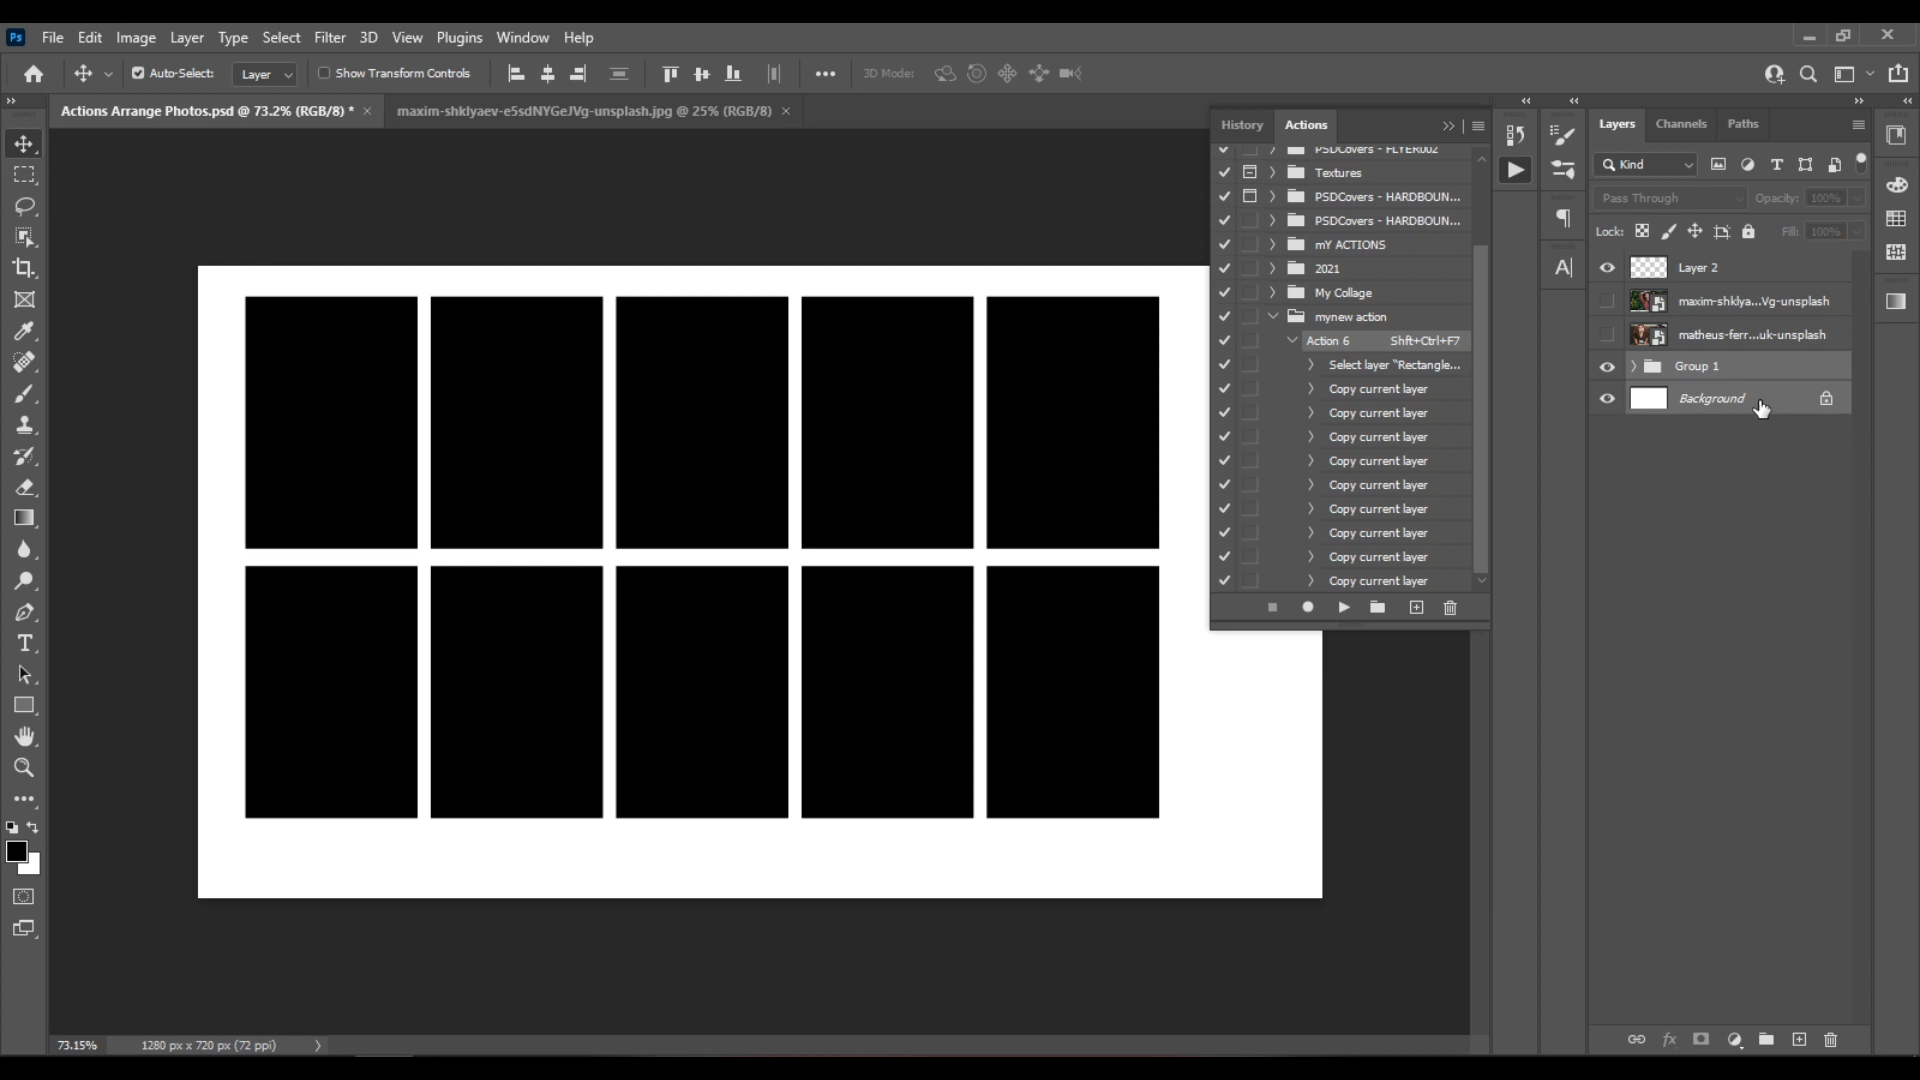 Ps File Edit Image Layer Type Select Filter 3D View Plugins Window Help
Auto-Select: Layer Show Transform Controls 3D Mode:
Actions Arrange Photos.psd @ 73.2% (RGB/8) * maxim-shklyaev-e5sdNYGeJVg-unsplash.jpg @ 25% (RGB/8)
History Actions
PSDCovers - FLYER002
Textures
PSDCovers - HARDBOUN...
PSDCovers - HARDBOUN...
mY ACTIONS
2021
My Collage
mynew action
Action 6 Shft+Ctrl+F7
Select layer "Rectangle...
Copy current layer
Copy current layer
Copy current layer
Copy current layer
Copy current layer
Copy current layer
Copy current layer
Copy current layer
Copy current layer
Layers Channels Paths
Kind
Pass Through Opacity: 100%
Lock: Fill: 100%
Layer 2
maxim-shklya...Vg-unsplash
matheus-ferr...uk-unsplash
Group 1
Background
73.15% 1280 px x 720 px (72 ppi)